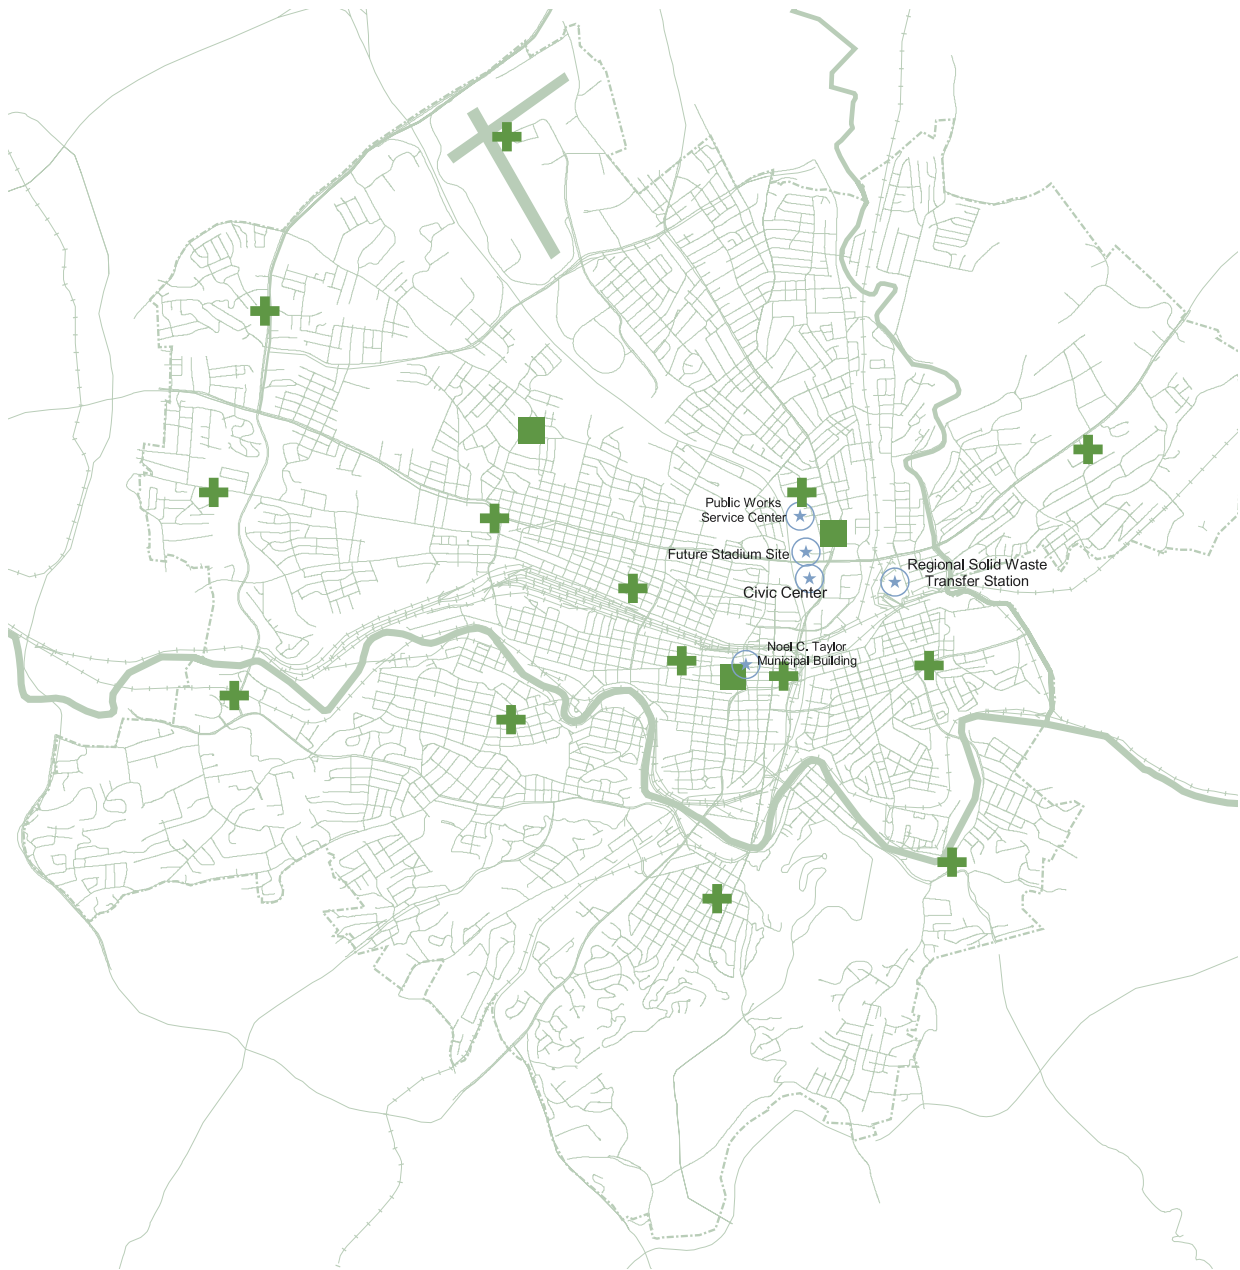 Public Works
Service Center
Future Stadium Site
Civic Center
Regional Solid Waste
Transfer Station
Noel C. Taylor
Municipal Building